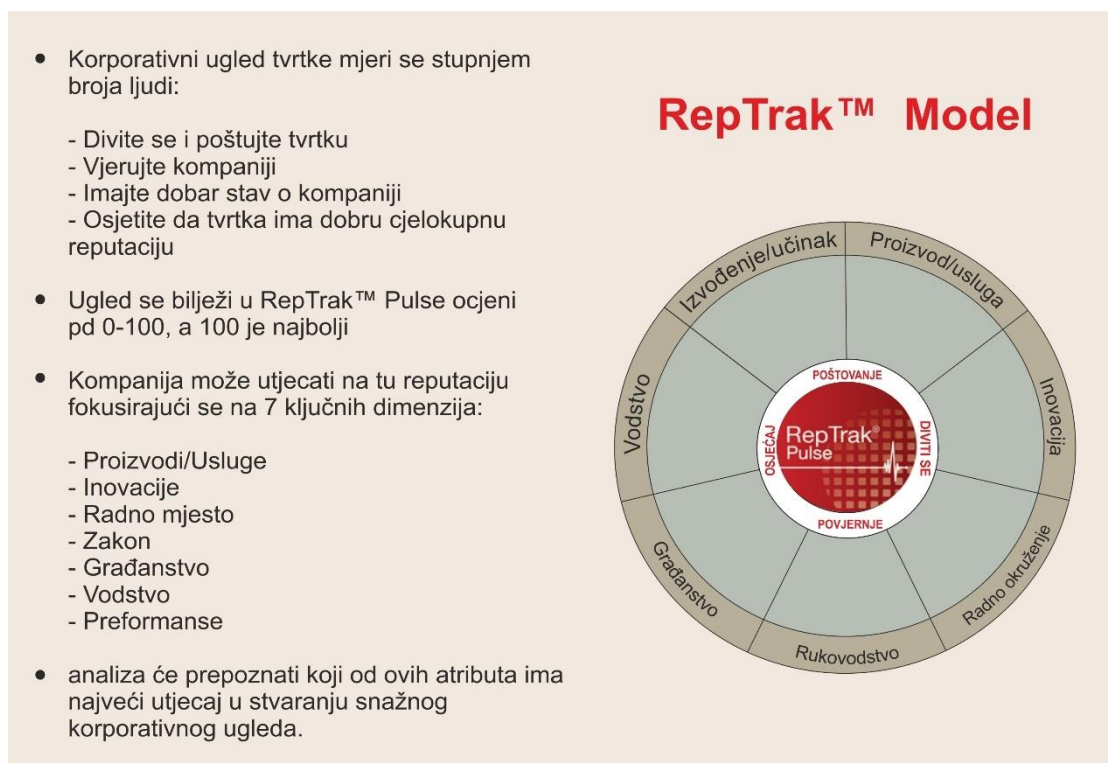 • Korporativni ugled tvrtke mjeri se stupnjem
broja ljudi:
- Divite se i poštujte tvrtku
- Vjerujte kompaniji
- Imajte dobar stav o kompaniji
- Osjetite da tvrtka ima dobru cjelokupnu
reputaciju
• Ugled se bilježi u RepTrak™ Pulse ocjeni
pd 0-100, a 100 je najbolji
• Kompanija može utjecati na tu reputaciju
fokusirajući se na 7 ključnih dimenzija:
- Proizvodi/Usluge
- Inovacije
- Radno mjesto
- Zakon
- Građanstvo
- Vodstvo
- Preformanse
• analiza će prepoznati koji od ovih atributa ima
najveći utjecaj u stvaranju snažnog
korporativnog ugleda.
RepTrak™ Model
Izvođenje/učinak
Proizvod/usluga
Inovacija
Radno okruženje
Rukovodstvo
Građanstvo
Vodstvo
POŠTOVANJE
DIVITI SE
POVJERNJE
OSJEĆAJ
RepTrak®
Pulse